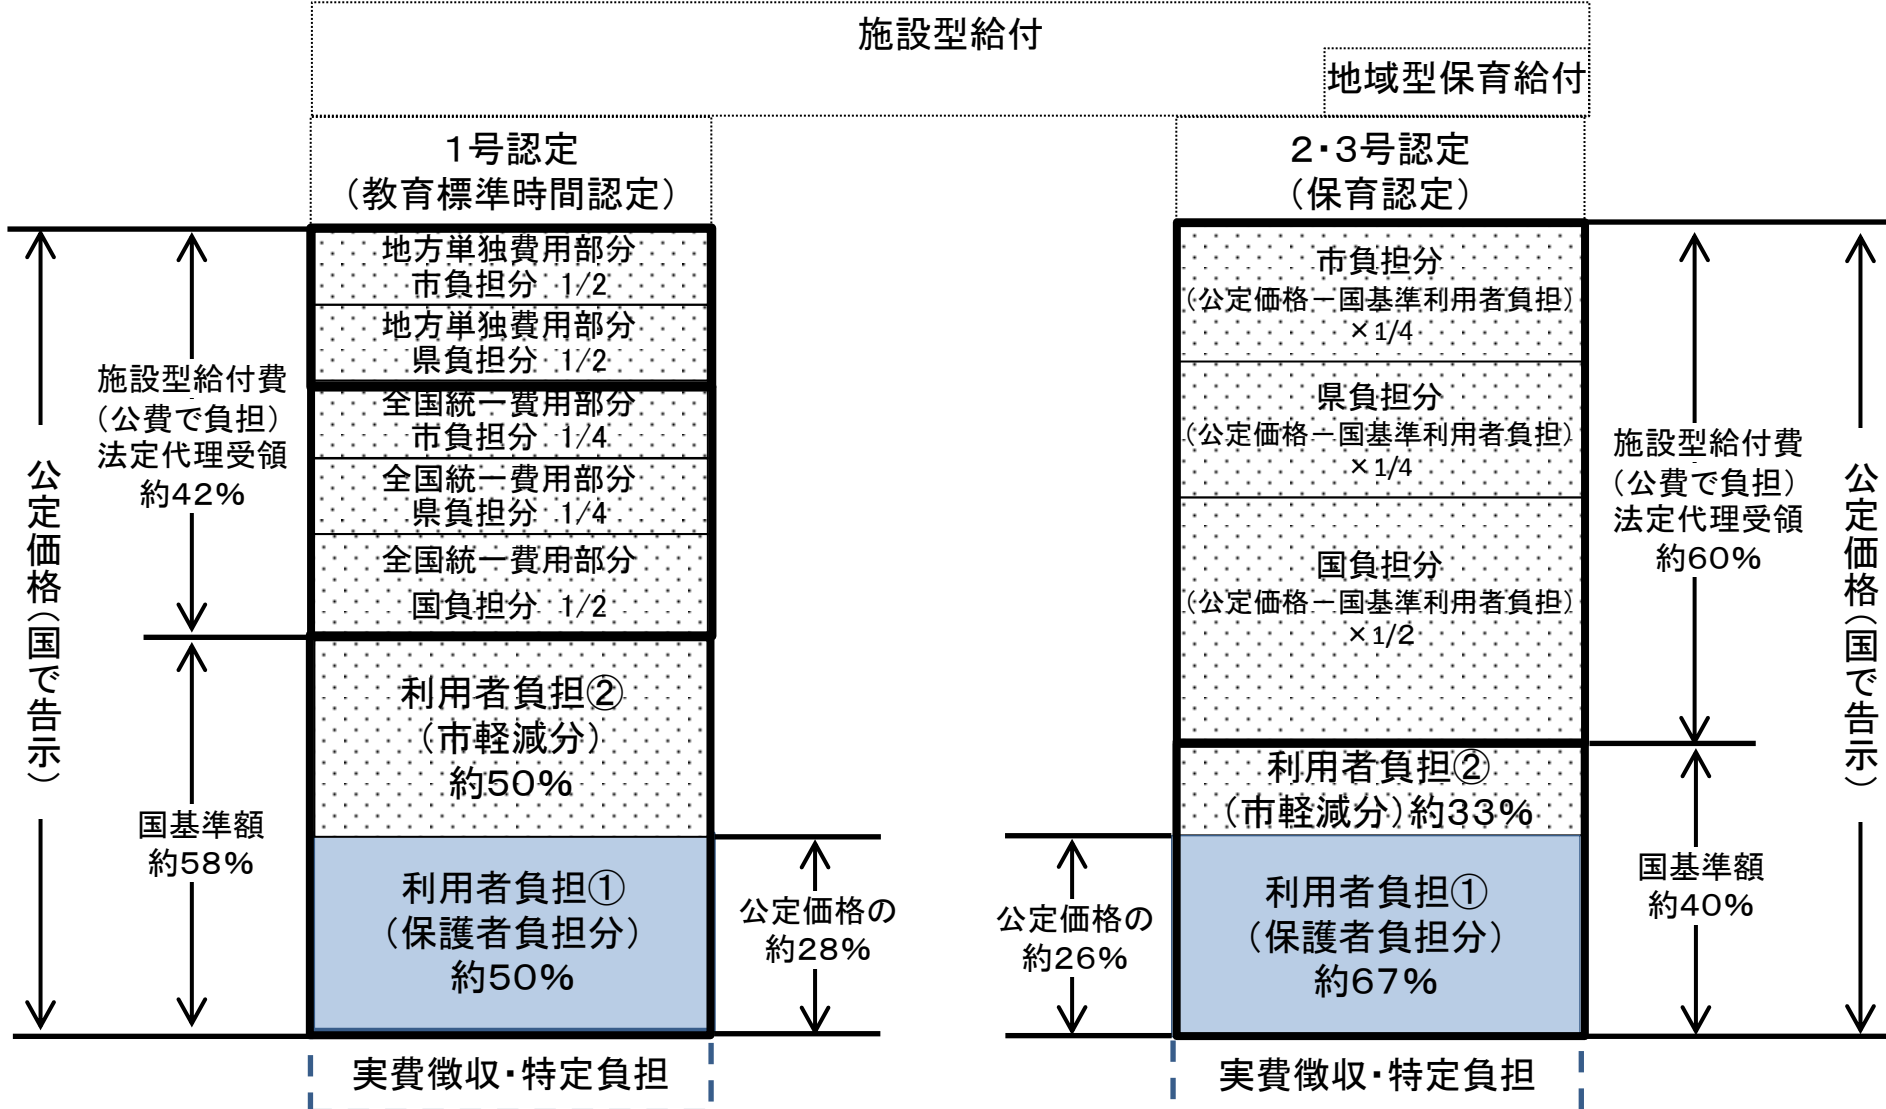 施設型給付
地域型保育給付
1号認定
（教育標準時間認定）
2・3号認定
（保育認定）
公定価格（国で告示）
施設型給付費
（公費で負担）
法定代理受領
約42%
国基準額
約58%
地方単独費用部分
市負担分 1/2
地方単独費用部分
県負担分 1/2
全国統一費用部分
市負担分 1/4
全国統一費用部分
県負担分 1/4
全国統一費用部分
国負担分 1/2
利用者負担②
（市軽減分）
約50%
利用者負担①
（保護者負担分）
約50%
実費徴収・特定負担
公定価格の
約28%
公定価格の
約26%
市負担分
（公定価格－国基準利用者負担）
×1/4
県負担分
（公定価格－国基準利用者負担）
×1/4
国負担分
（公定価格－国基準利用者負担）
×1/2
利用者負担②
（市軽減分）約33%
利用者負担①
（保護者負担分）
約67%
実費徴収・特定負担
施設型給付費
（公費で負担）
法定代理受領
約60%
国基準額
約40%
公定価格（国で告示）